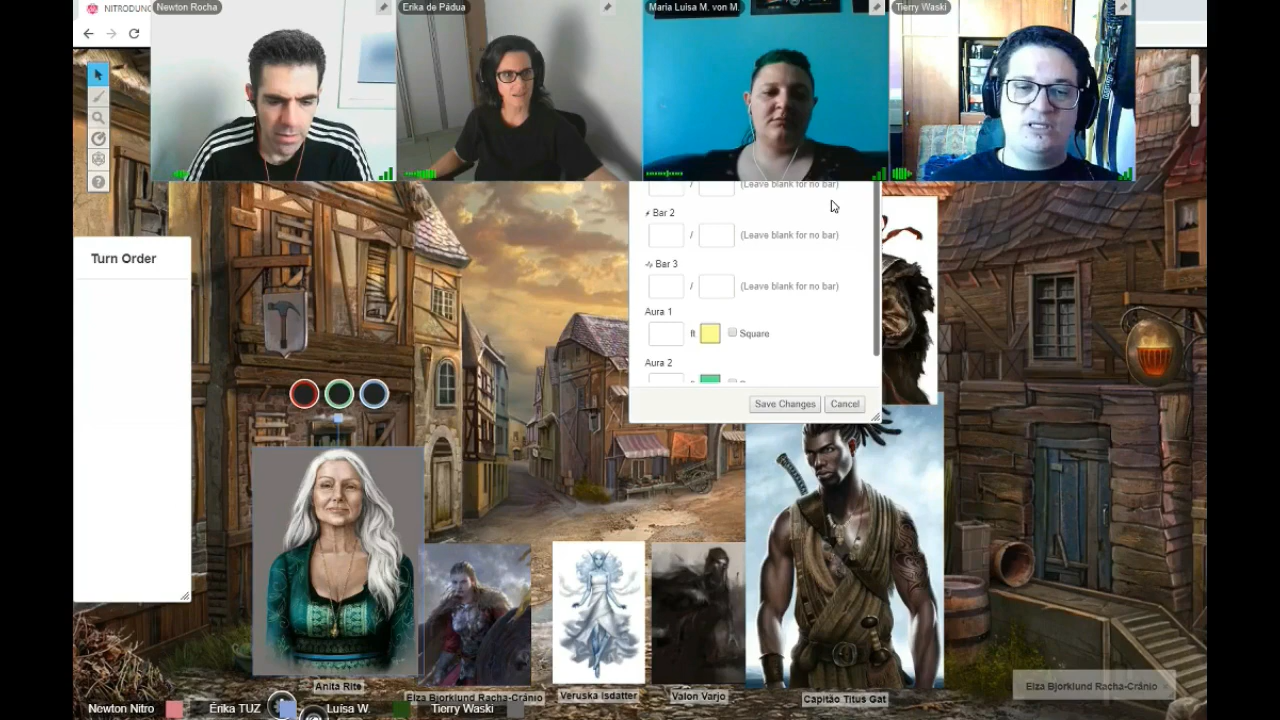 NITRODUNG
Newton Rocha
Erika de Pádua
Maria Luisa M. von M.
Tierry Waski
(Leave blank for no bar)
Bar 2
/ (Leave blank for no bar)
Bar 3
/ (Leave blank for no bar)
Aura 1
ft Square
Aura 2
Save Changes Cancel
Turn Order
Anita Rite
Elza Bjorklund Racha-Crânio
Veruska Isdatter
Valon Varjo
Capitão Titus Gat
Elza Bjorklund Racha-Crânio
Newton Nitro
Érika TUZ
Luísa W.
Tierry Waski